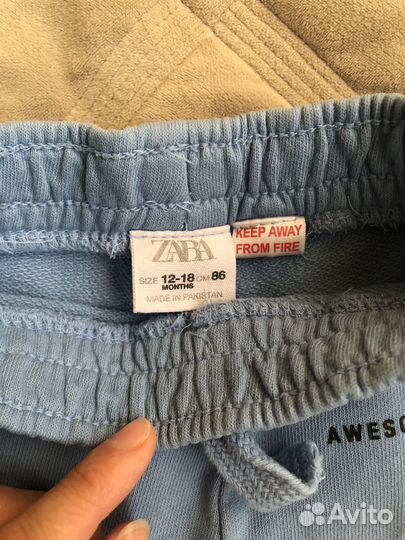 ZARA
SIZE 12-18 CM 86
MONTHS
MADE IN PAKISTAN
KEEP AWAY
FROM FIRE
AWESO
Avito